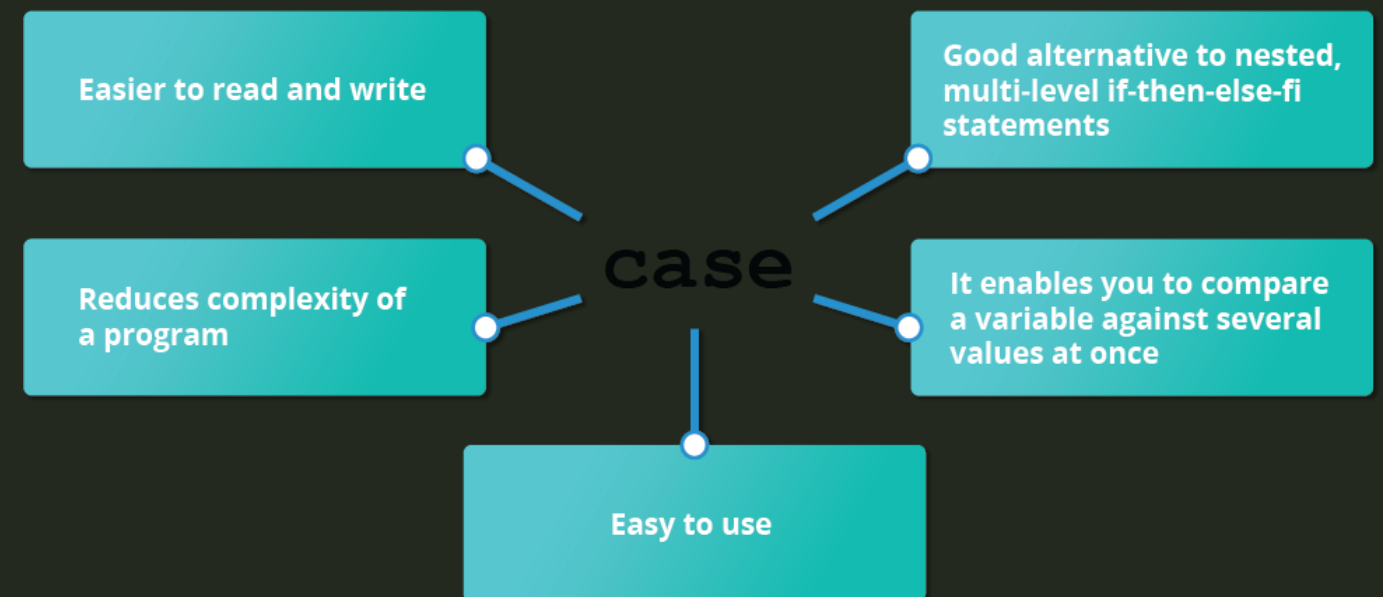 Easier to read and write
Good alternative to nested,
multi-level if-then-else-fi
statements
case
Reduces complexity of
a program
It enables you to compare
a variable against several
values at once
Easy to use